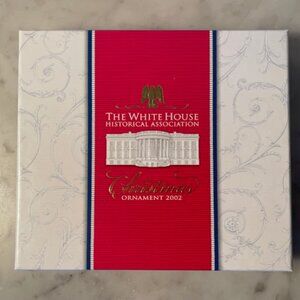 THE WHITE HOUSE
HISTORICAL ASSOCIATION
Christmas
ORNAMENT 2002